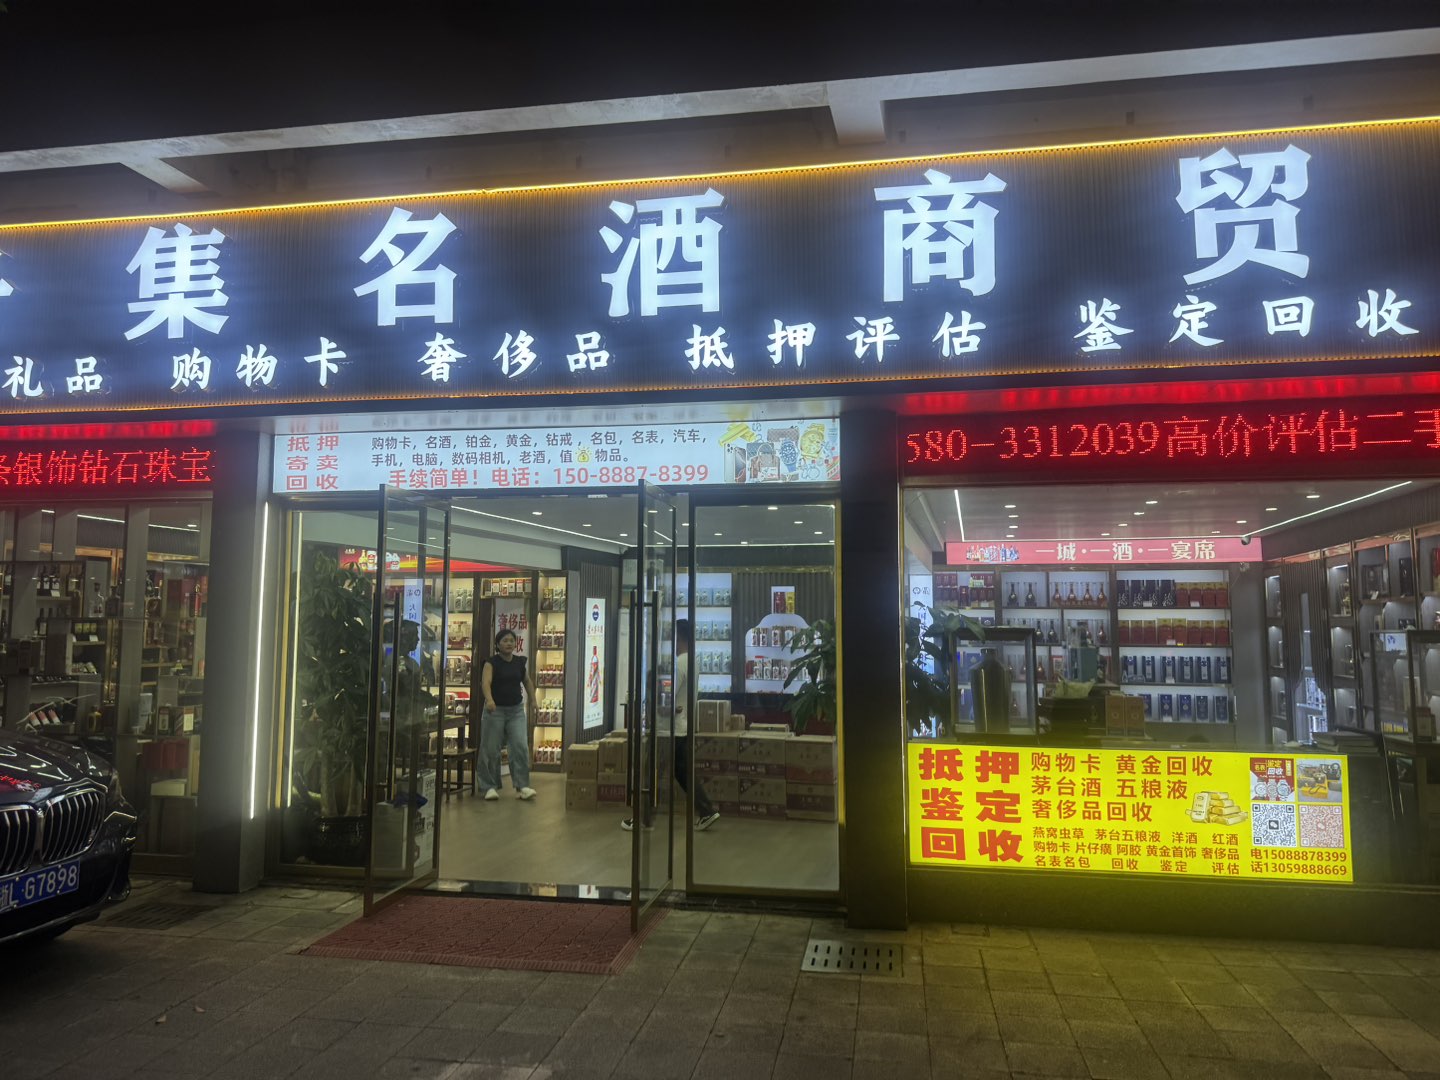 集名酒商贸
礼品 购物卡 奢侈品 抵押评估 鉴定回收
银饰钻石珠宝
抵押
寄卖
回收
购物卡，名酒，铂金，黄金，钻戒，名包，名表，汽车，
手机，电脑，数码相机，老酒，值💰物品。
手续简单！电话：150-8887-8399
580-3312039高价评估二手
一城·一酒·一宴席
奢侈品
抵押
鉴定
回收
购物卡 黄金回收
茅台酒 五粮液
奢侈品回收
燕窝虫草 茅台五粮液 洋酒 红酒
购物卡 片仔癀 阿胶 黄金首饰 奢侈品
名表名包 回收 鉴定 评估
电15088878399
话13059888669
鉴定
回收
浙L G7898